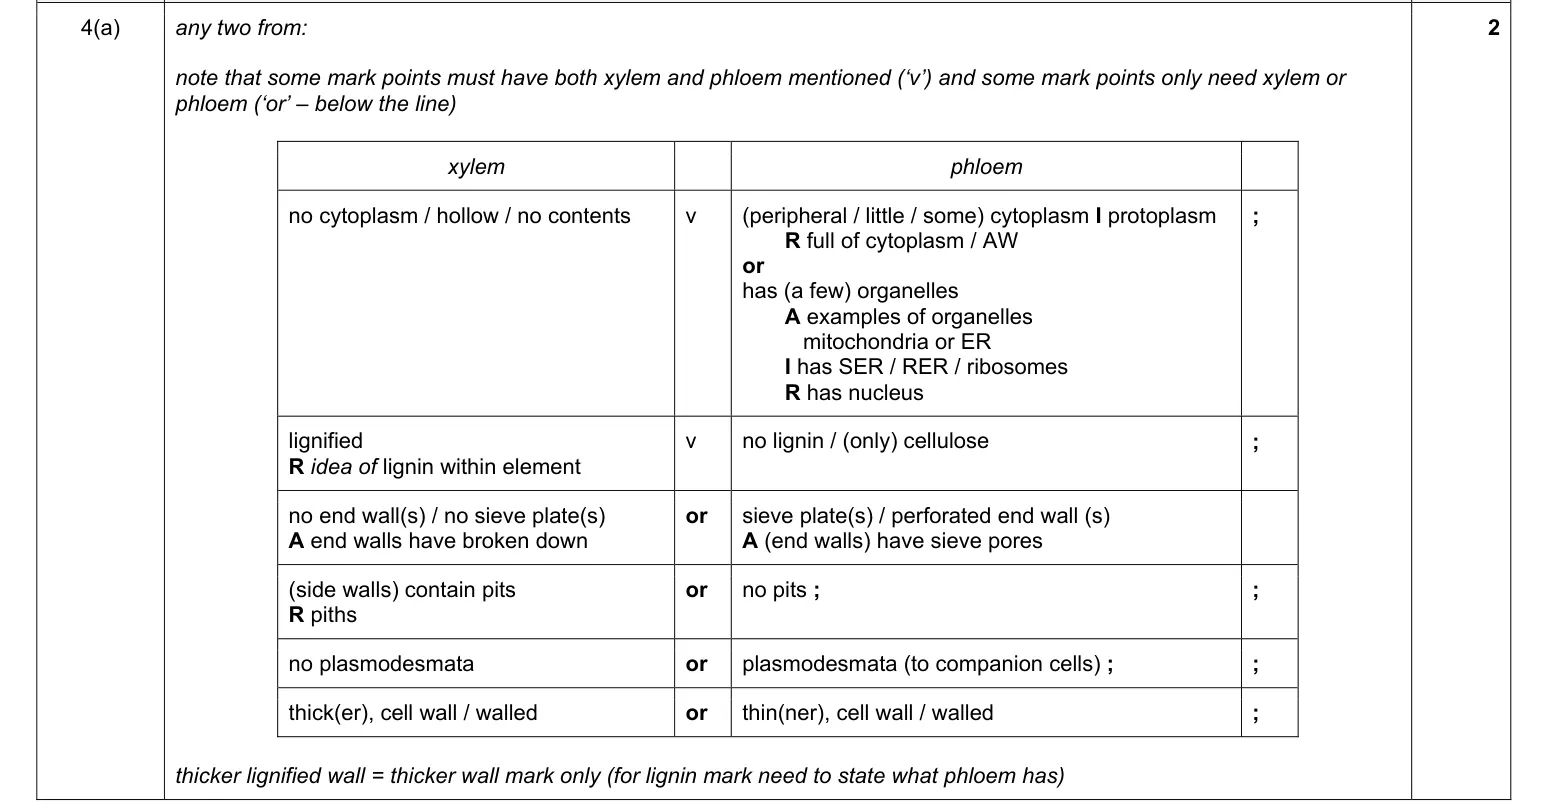 4(a)
any two from:
2
note that some mark points must have both xylem and phloem mentioned (‘v’) and some mark points only need xylem or
phloem (‘or’ – below the line)
xylem
phloem
no cytoplasm / hollow / no contents
v
(peripheral / little / some) cytoplasm I protoplasm
;
R full of cytoplasm / AW
or
has (a few) organelles
A examples of organelles
mitochondria or ER
I has SER / RER / ribosomes
R has nucleus
lignified
v
no lignin / (only) cellulose
;
R idea of lignin within element
no end wall(s) / no sieve plate(s)
or
sieve plate(s) / perforated end wall (s)
A end walls have broken down
A (end walls) have sieve pores
(side walls) contain pits
or
no pits ;
;
R piths
no plasmodesmata
or
plasmodesmata (to companion cells) ;
;
thick(er), cell wall / walled
or
thin(ner), cell wall / walled
;
thicker lignified wall = thicker wall mark only (for lignin mark need to state what phloem has)